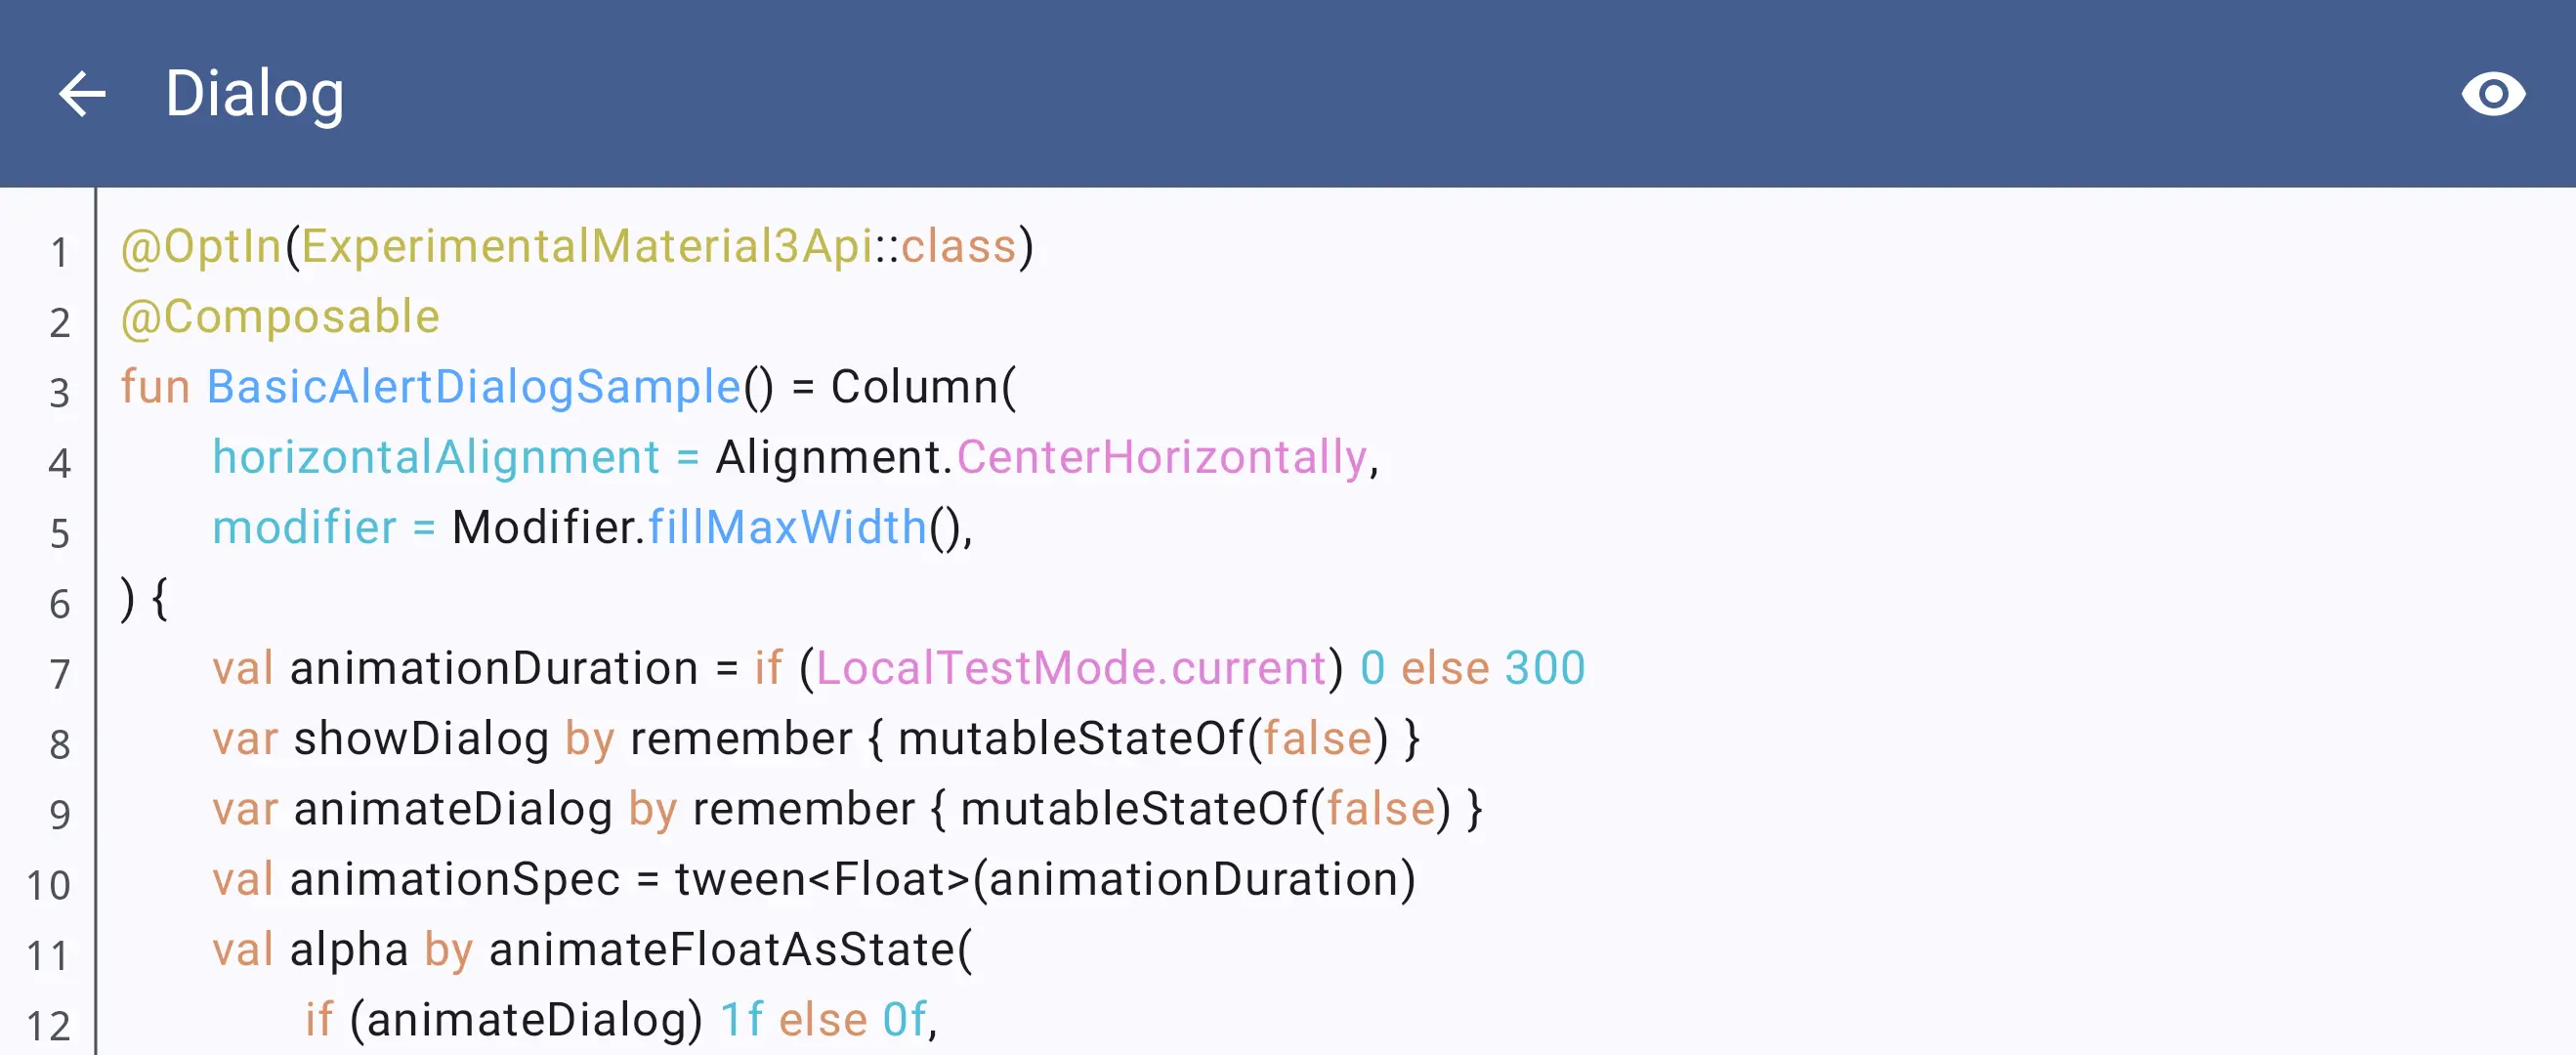 Dialog
1 @OptIn(ExperimentalMaterial3Api::class)
2 @Composable
3 fun BasicAlertDialogSample() = Column(
4 horizontalAlignment = Alignment.CenterHorizontally,
5 modifier = Modifier.fillMaxWidth(),
6 ) {
7 val animationDuration = if (LocalTestMode.current) 0 else 300
8 var showDialog by remember { mutableStateOf(false) }
9 var animateDialog by remember { mutableStateOf(false) }
10 val animationSpec = tween<Float>(animationDuration)
11 val alpha by animateFloatAsState(
12 if (animateDialog) 1f else 0f,